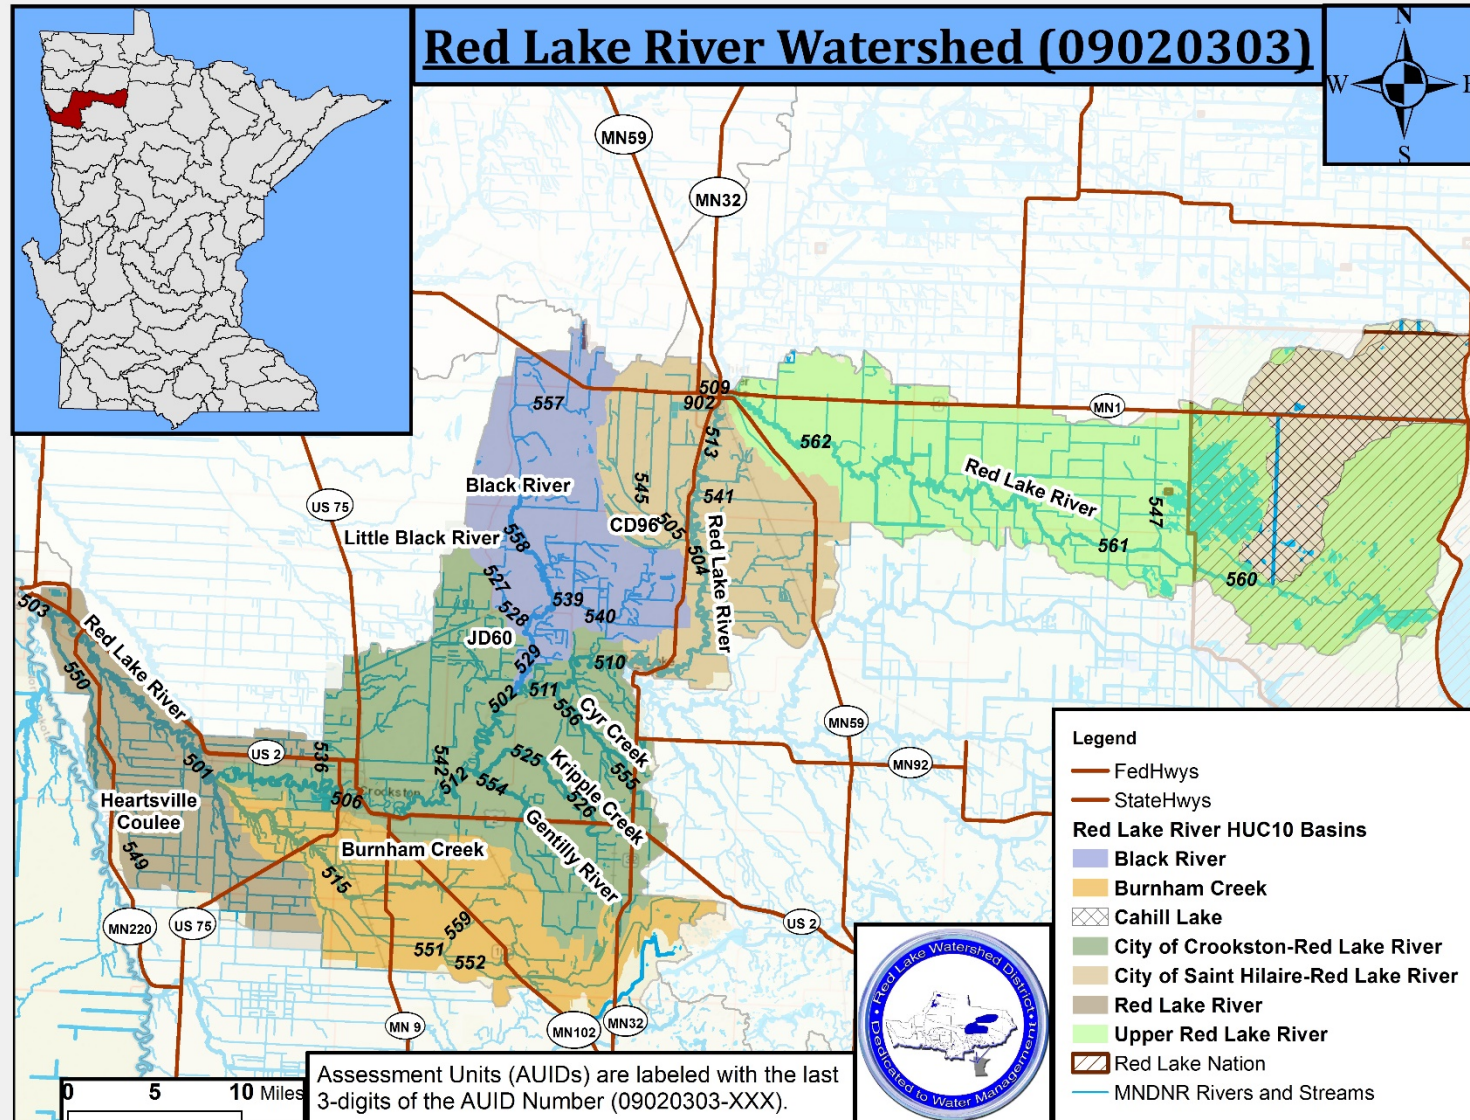 Red Lake River Watershed (09020303)
N
W
E
S
MN59
MN32
MN1
509
902
557
513
562
Red Lake River
545
541
Black River
547
CD96
505
US 75
Little Black River
558
504
Red Lake River
561
527
560
539
528
540
503
JD60
Red Lake River
529
510
550
502
511
556
Cyr Creek
MN59
US 2
536
542
525
Kripple Creek
555
MN92
501
512
554
526
506
Crookston
Heartsville
Coulee
Gentilly River
Burnham Creek
549
515
559
551
552
MN220
US 75
US 2
MN 9
MN102
MN32
Legend
FedHwys
StateHwys
Red Lake River HUC10 Basins
Black River
Burnham Creek
Cahill Lake
City of Crookston-Red Lake River
City of Saint Hilaire-Red Lake River
Red Lake River
Upper Red Lake River
Red Lake Nation
MNDNR Rivers and Streams
Red Lake Watershed District
Dedicated to Water Management
0 5 10 Miles
Assessment Units (AUIDs) are labeled with the last
3-digits of the AUID Number (09020303-XXX).